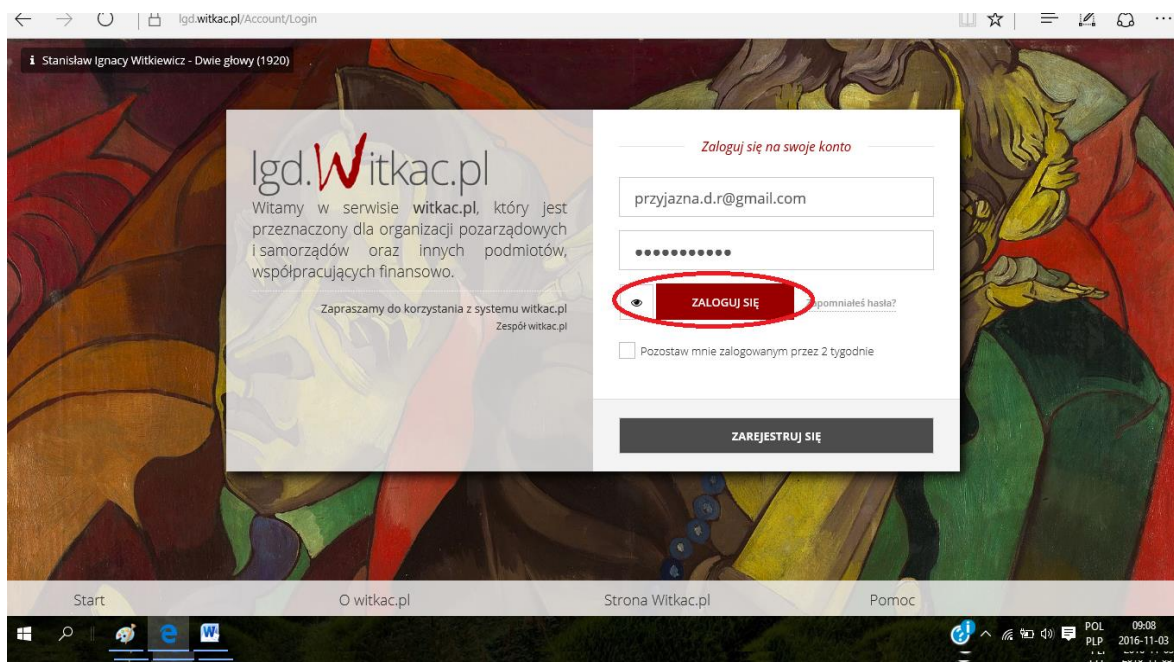 lgd.witkac.pl/Account/Login
i Stanisław Ignacy Witkiewicz - Dwie głowy (1920)
lgd.Witkac.pl
Witamy w serwisie witkac.pl, który jest
przeznaczony dla organizacji pozarządowych
i samorządów oraz innych podmiotów,
współpracujących finansowo.
Zapraszamy do korzystania z systemu witkac.pl
Zespół witkac.pl
Zaloguj się na swoje konto
przyjazna.d.r@gmail.com
ZALOGUJ SIĘ
Zapomniałeś hasła?
Pozostaw mnie zalogowanym przez 2 tygodnie
ZAREJESTRUJ SIĘ
Start
O witkac.pl
Strona Witkac.pl
Pomoc
POL 09:08
PLP 2016-11-03